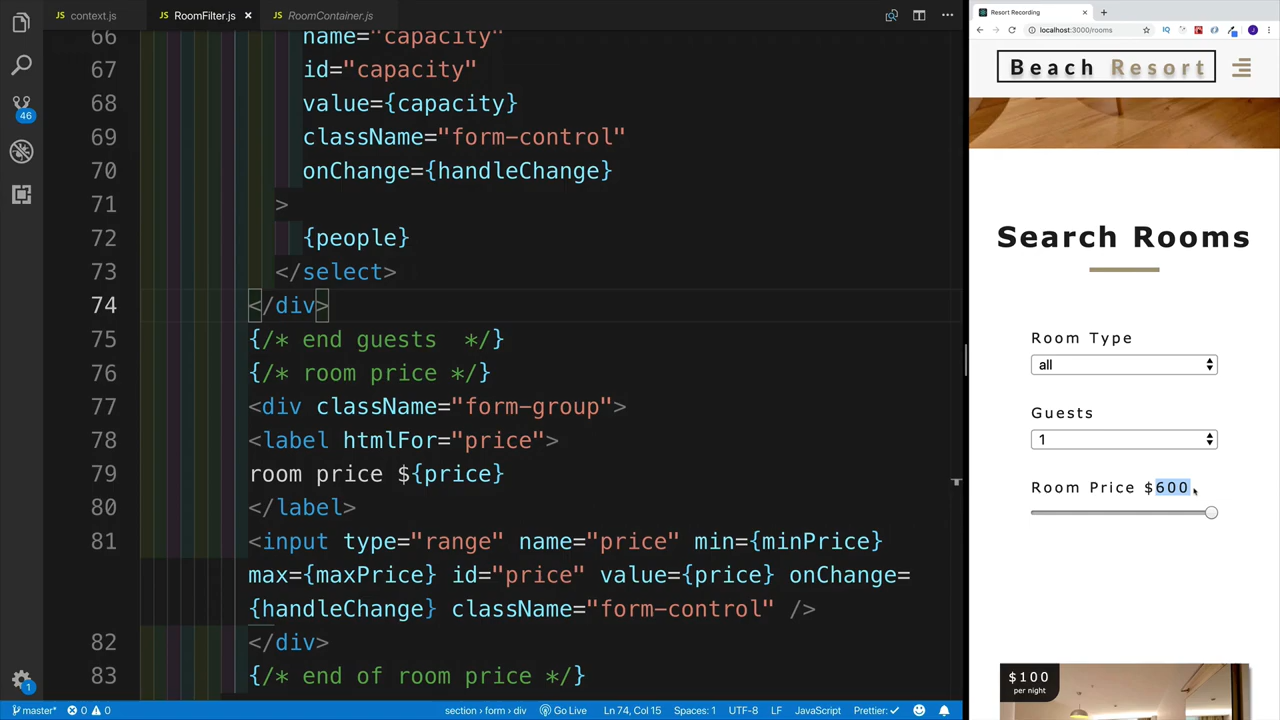 context.js
RoomFilter.js
RoomContainer.js
66 name="capacity"
67 id="capacity"
68 value={capacity}
69 className="form-control"
70 onChange={handleChange}
71 >
72 {people}
73 </select>
74 </div>
75 {/* end guests  */}
76 {/* room price */}
77 <div className="form-group">
78 <label htmlFor="price">
79 room price ${price}
80 </label>
81 <input type="range" name="price" min={minPrice}
max={maxPrice} id="price" value={price} onChange=
{handleChange} className="form-control" />
82 </div>
83 {/* end of room price */}
46
1
master*
0
0
section › form › div
Go Live
Ln 74, Col 15
Spaces: 1
UTF-8
LF
JavaScript
Prettier: ✓
Resort Recording
localhost:3000/rooms
IQ
J
Beach Resort
Search Rooms
Room Type
all
Guests
1
Room Price $600
$100
per night